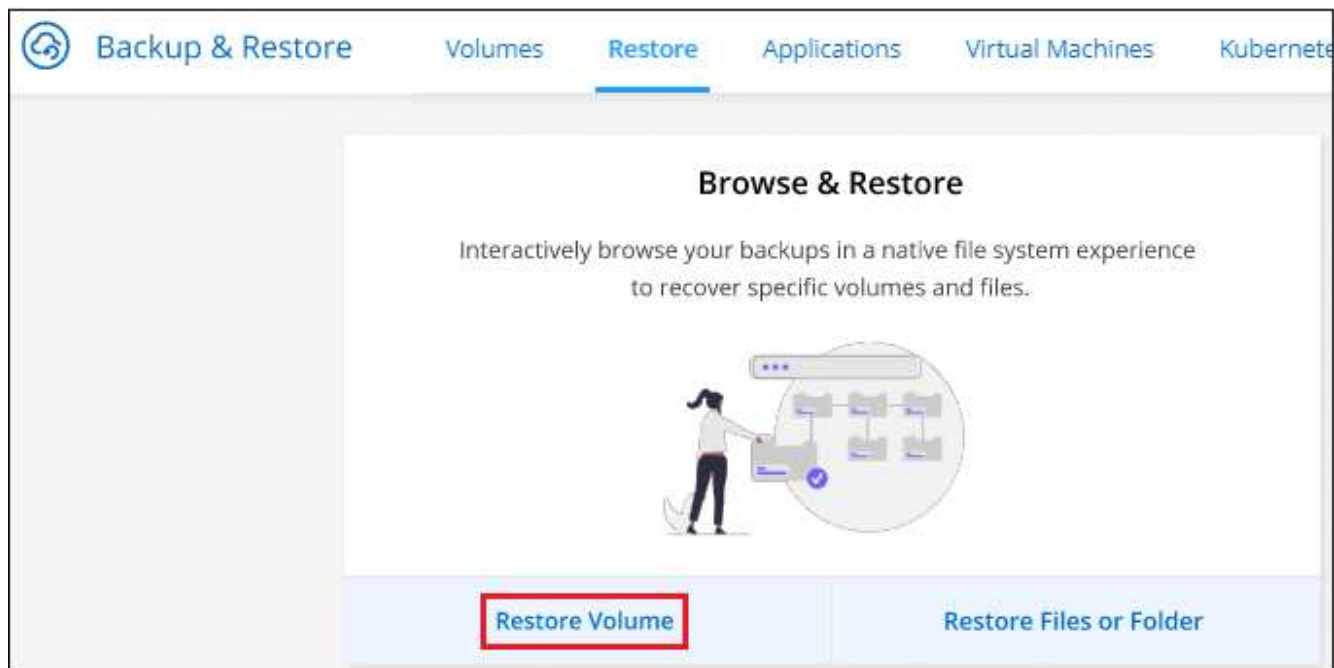 Backup & Restore Volumes Restore Applications Virtual Machines Kubernete
Browse & Restore
Interactively browse your backups in a native file system experience
to recover specific volumes and files.
Restore Volume Restore Files or Folder